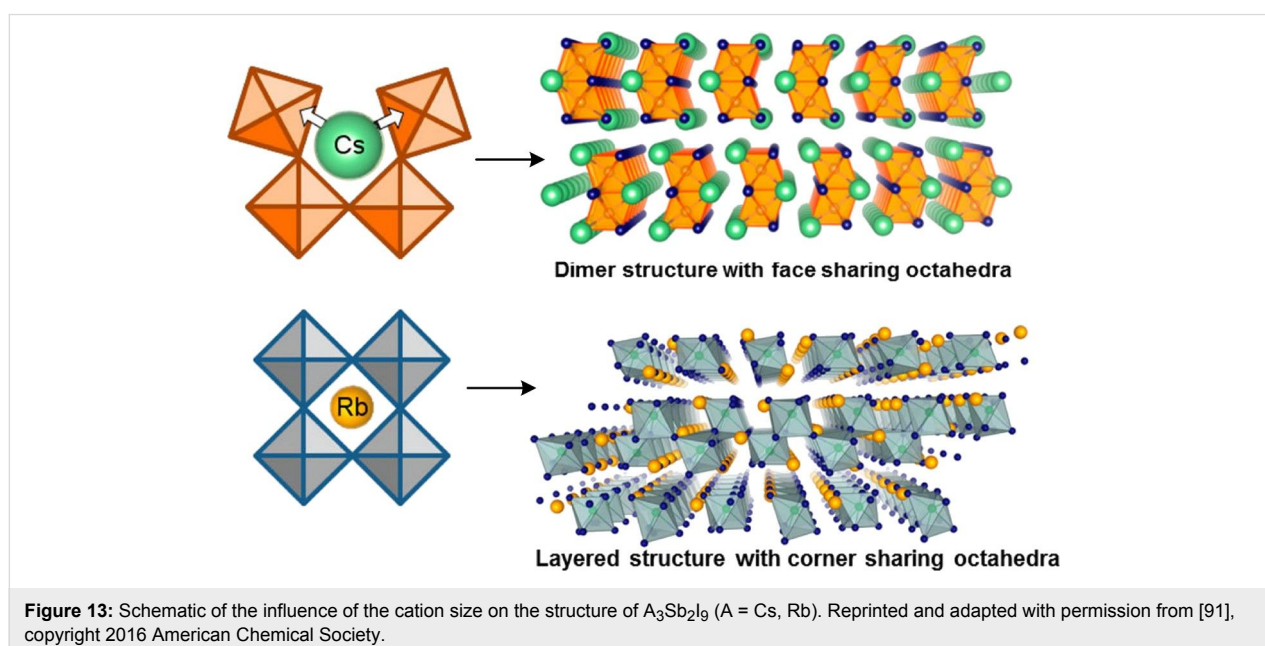 Cs
Dimer structure with face sharing octahedra
Rb
Layered structure with corner sharing octahedra
Figure 13: Schematic of the influence of the cation size on the structure of A3Sb2I9 (A = Cs, Rb). Reprinted and adapted with permission from [91],
copyright 2016 American Chemical Society.